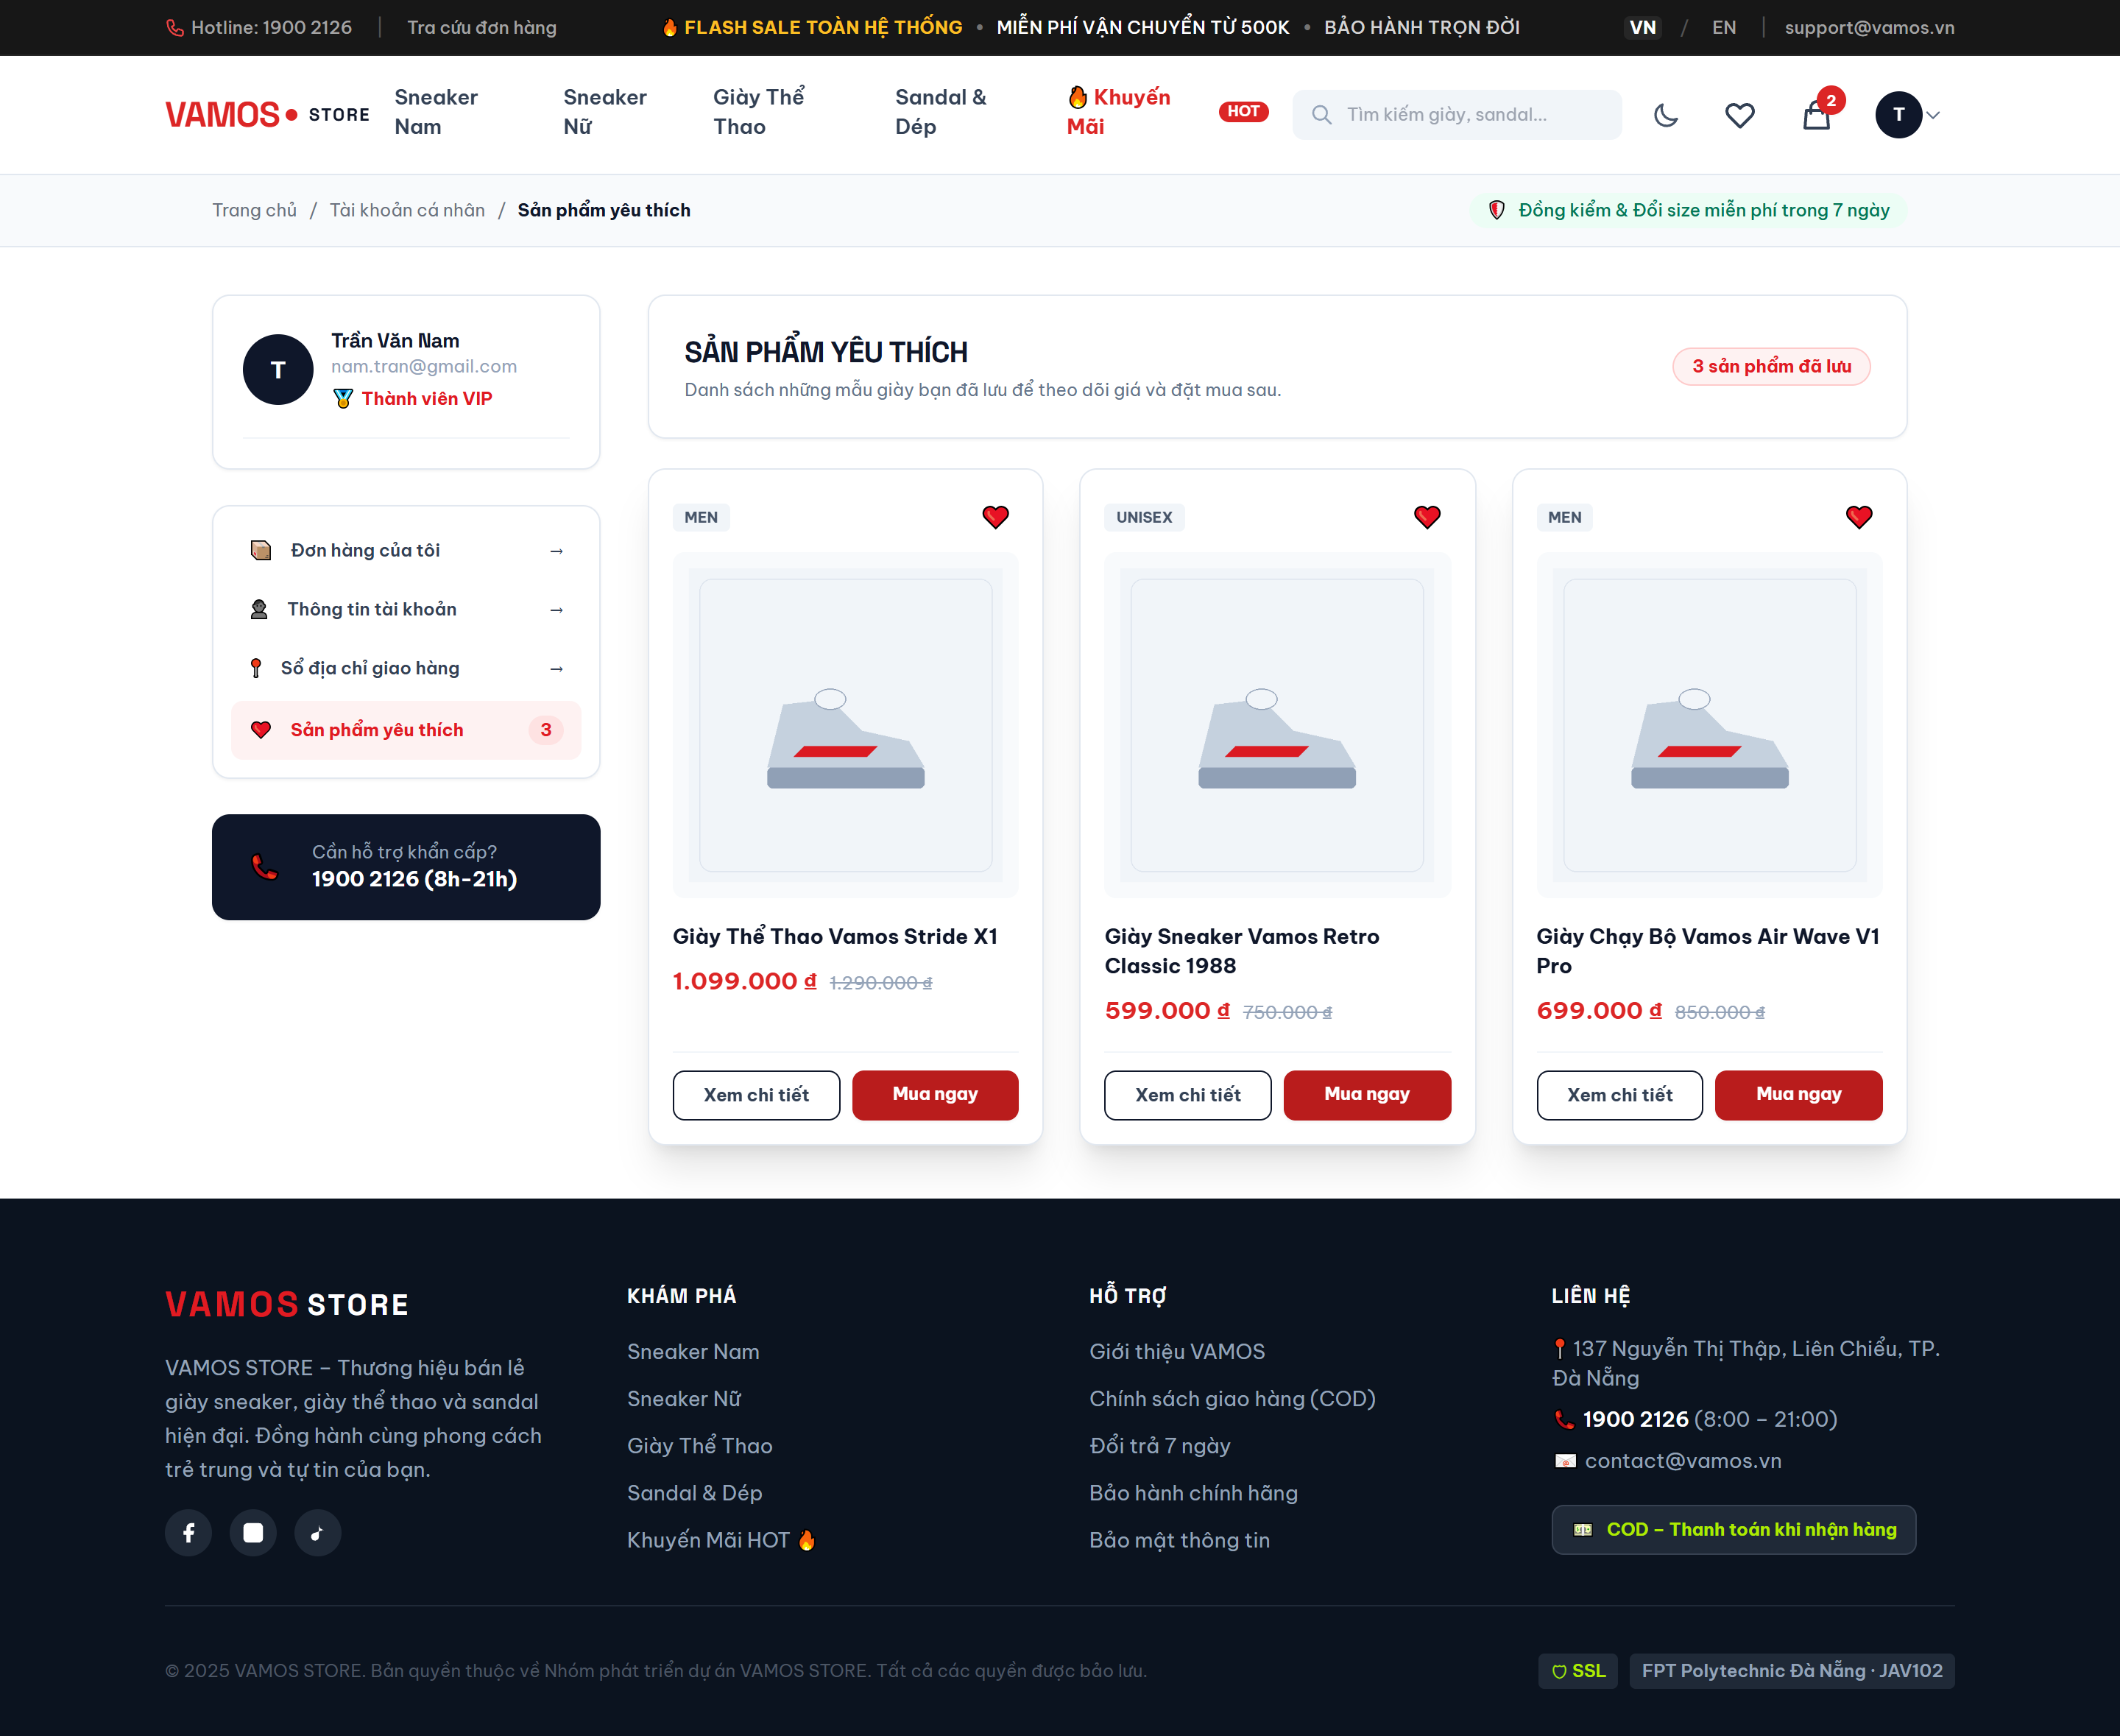 Hotline: 1900 2126 | Tra cứu đơn hàng
FLASH SALE TOÀN HỆ THỐNG • MIỄN PHÍ VẬN CHUYỂN TỪ 500K • BẢO HÀNH TRỌN ĐỜI
VN / EN | support@vamos.vn
VAMOS STORE
Sneaker Nam
Sneaker Nữ
Giày Thể Thao
Sandal & Dép
Khuyến Mãi
HOT
Tìm kiếm giày, sandal...
2
T
Trang chủ / Tài khoản cá nhân / Sản phẩm yêu thích
Đồng kiểm & Đổi size miễn phí trong 7 ngày
T
Trần Văn Nam
nam.tran@gmail.com
Thành viên VIP
Đơn hàng của tôi →
Thông tin tài khoản →
Sổ địa chỉ giao hàng →
Sản phẩm yêu thích 3
Cần hỗ trợ khẩn cấp?
1900 2126 (8h-21h)
SẢN PHẨM YÊU THÍCH
Danh sách những mẫu giày bạn đã lưu để theo dõi giá và đặt mua sau.
3 sản phẩm đã lưu
MEN
Giày Thể Thao Vamos Stride X1
1.099.000 ₫ 1.290.000 ₫
Xem chi tiết
Mua ngay
UNISEX
Giày Sneaker Vamos Retro
Classic 1988
599.000 ₫ 750.000 ₫
Xem chi tiết
Mua ngay
MEN
Giày Chạy Bộ Vamos Air Wave V1
Pro
699.000 ₫ 850.000 ₫
Xem chi tiết
Mua ngay
VAMOS STORE
VAMOS STORE – Thương hiệu bán lẻ
giày sneaker, giày thể thao và sandal
hiện đại. Đồng hành cùng phong cách
trẻ trung và tự tin của bạn.
KHÁM PHÁ
Sneaker Nam
Sneaker Nữ
Giày Thể Thao
Sandal & Dép
Khuyến Mãi HOT
HỖ TRỢ
Giới thiệu VAMOS
Chính sách giao hàng (COD)
Đổi trả 7 ngày
Bảo hành chính hãng
Bảo mật thông tin
LIÊN HỆ
137 Nguyễn Thị Thập, Liên Chiểu, TP.
Đà Nẵng
1900 2126 (8:00 – 21:00)
contact@vamos.vn
COD – Thanh toán khi nhận hàng
© 2025 VAMOS STORE. Bản quyền thuộc về Nhóm phát triển dự án VAMOS STORE. Tất cả các quyền được bảo lưu.
SSL
FPT Polytechnic Đà Nẵng · JAV102